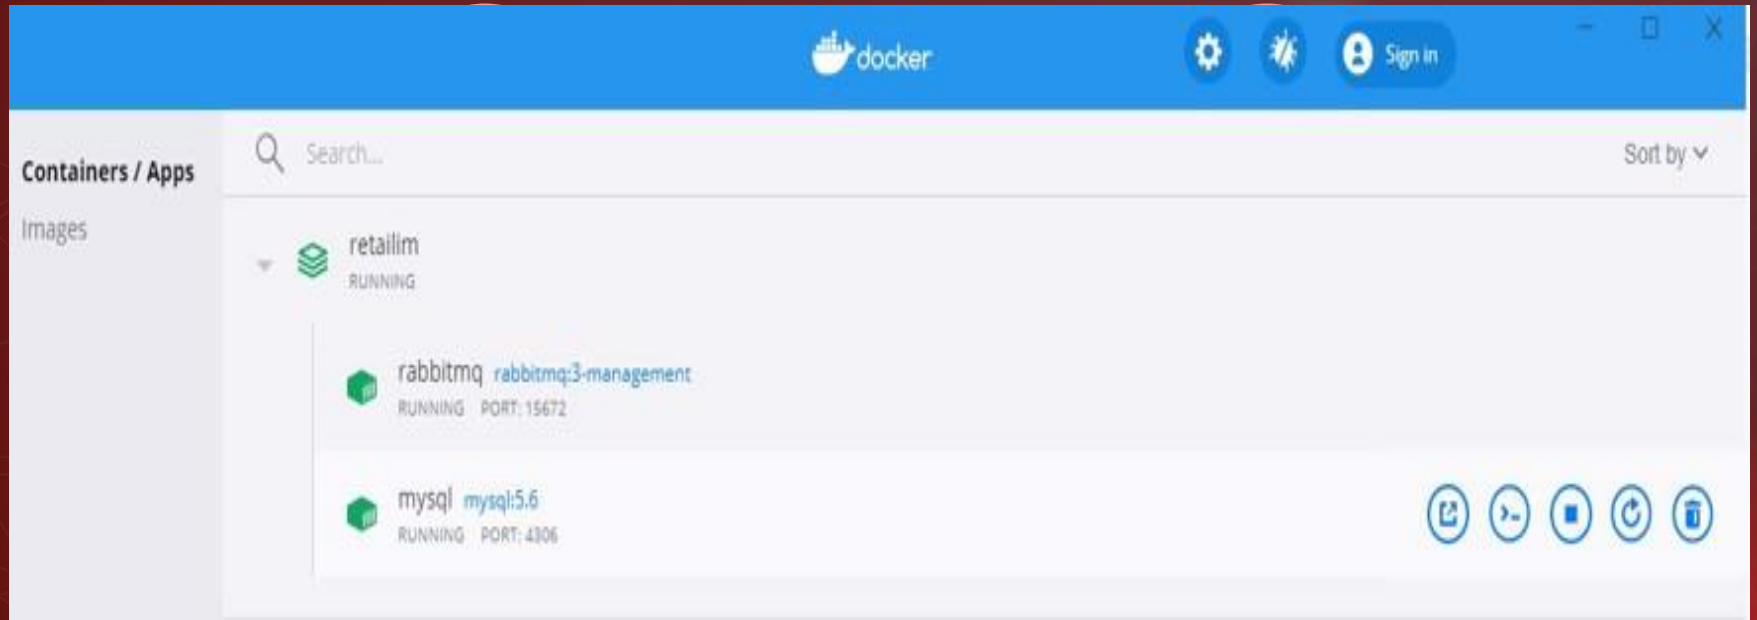 docker
Sign in
Containers / Apps
Images
Search...
Sort by
retailim
RUNNING
rabbitmq rabbitmq:3-management
RUNNING PORT: 15672
mysql mysql:5.6
RUNNING PORT: 4306